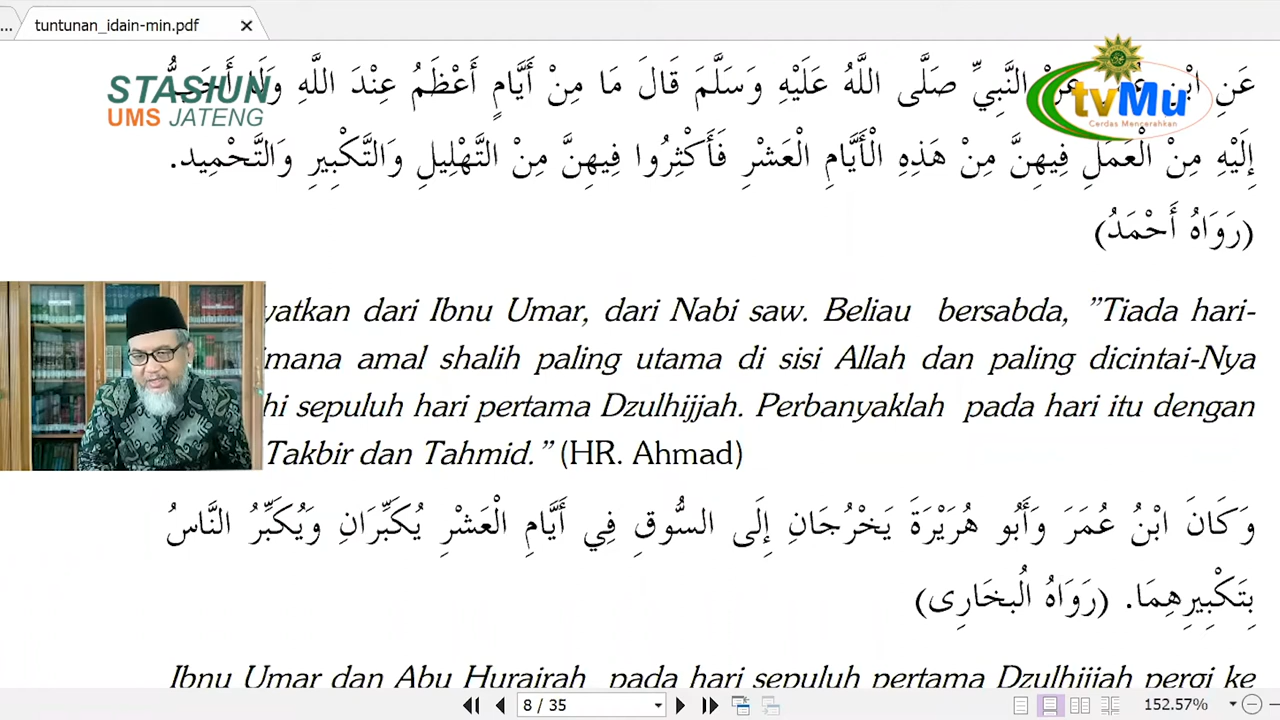 ... tuntunan_idain-min.pdf
STASIUN
UMS JATENG
tvMu
Cerdas Mencerahkan
عَنِ ابْنِ عَنْ النَّبِيِّ صَلَّى اللَّهُ عَلَيْهِ وَسَلَّمَ قَالَ مَا مِنْ أَيَّامٍ أَعْظَمُ عِنْدَ اللَّهِ وَلَا أَحَبُّ
إِلَيْهِ مِنْ الْعَمَلِ فِيهِنَّ مِنْ هَذِهِ الْأَيَّامِ الْعَشْرِ فَأَكْثِرُوا فِيهِنَّ مِنْ التَّهْلِيلِ وَالتَّكْبِيرِ وَالتَّحْمِيد.
(رَوَاهُ أَحْمَدُ)
yatkan dari Ibnu Umar, dari Nabi saw. Beliau bersabda, ”Tiada hari-
imana amal shalih paling utama di sisi Allah dan paling dicintai-Nya
hi sepuluh hari pertama Dzulhijjah. Perbanyaklah pada hari itu dengan
Takbir dan Tahmid.” (HR. Ahmad)
وَكَانَ ابْنُ عُمَرَ وَأَبُو هُرَيْرَةَ يَخْرُجَانِ إِلَى السُّوقِ فِي أَيَّامِ الْعَشْرِ يُكَبِّرَانِ وَيُكَبِّرُ النَّاسُ
بِتَكْبِيرِهِمَا. (رَوَاهُ الُبخَارِى)
Ibnu Umar dan Abu Hurairah pada hari sepuluh pertama Dzulhijjah pergi ke
8 / 35
152.57%